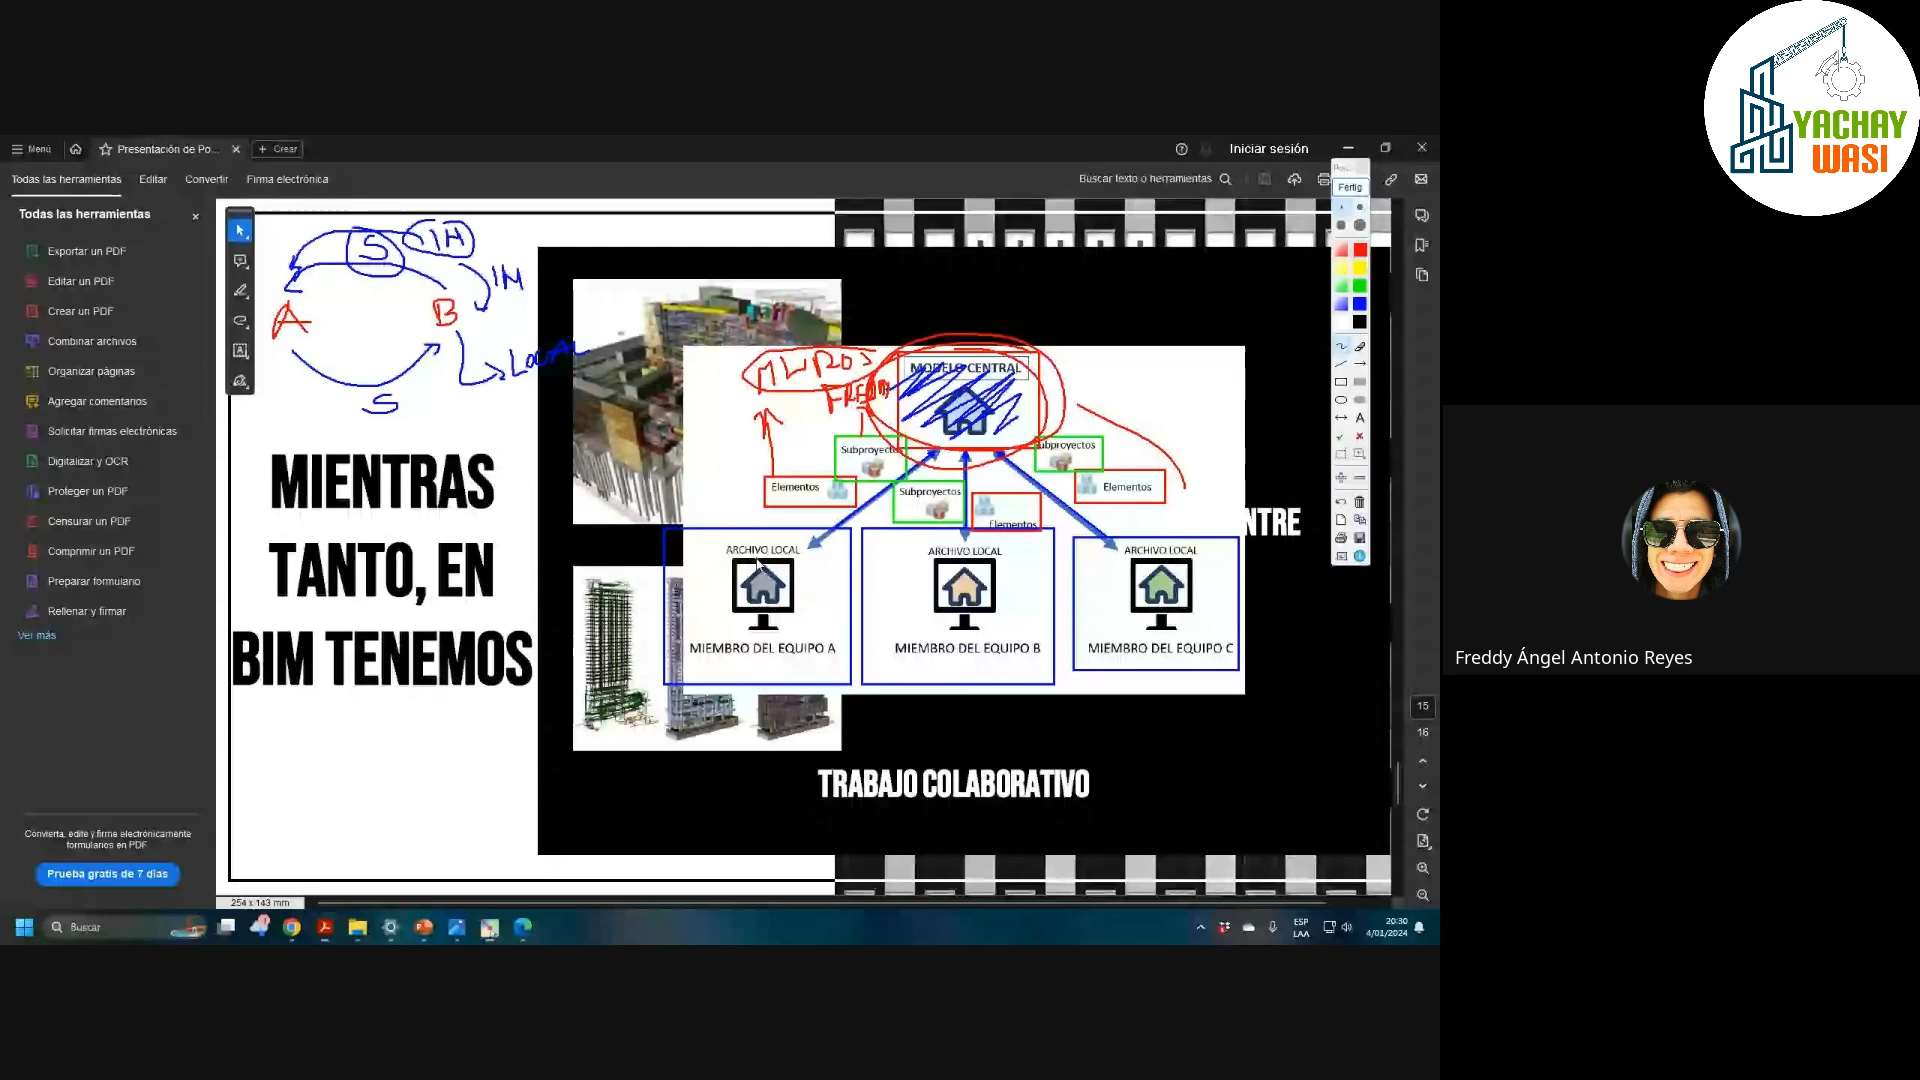 YACHAY
WASI
Menú
Presentación de Po...
Crear
Iniciar sesión
Todas las herramientas
Editar
Convertir
Firma electrónica
Buscar texto o herramientas
Fertig
Todas las herramientas
Exportar un PDF
Editar un PDF
Crear un PDF
Combinar archivos
Organizar páginas
Agregar comentarios
Solicitar firmas electrónicas
Digitalizar y OCR
Proteger un PDF
Censurar un PDF
Comprimir un PDF
Preparar formulario
Rellenar y firmar
Ver más
Convierta, edite y firme electrónicamente
formularios en PDF
Prueba gratis de 7 días
S
1H
1H
A
B
LOCAL
S
MIENTRAS
TANTO, EN
BIM TENEMOS
MUROS
MODELO CENTRAL
Subproyectos
Subproyectos
Elementos
Subproyectos
Elementos
Elementos
NTRE
ARCHIVO LOCAL
ARCHIVO LOCAL
ARCHIVO LOCAL
MIEMBRO DEL EQUIPO A
MIEMBRO DEL EQUIPO B
MIEMBRO DEL EQUIPO C
TRABAJO COLABORATIVO
Freddy Ángel Antonio Reyes
15
16
254 x 143 mm
Buscar
ESP
LAA
20:30
4/01/2024